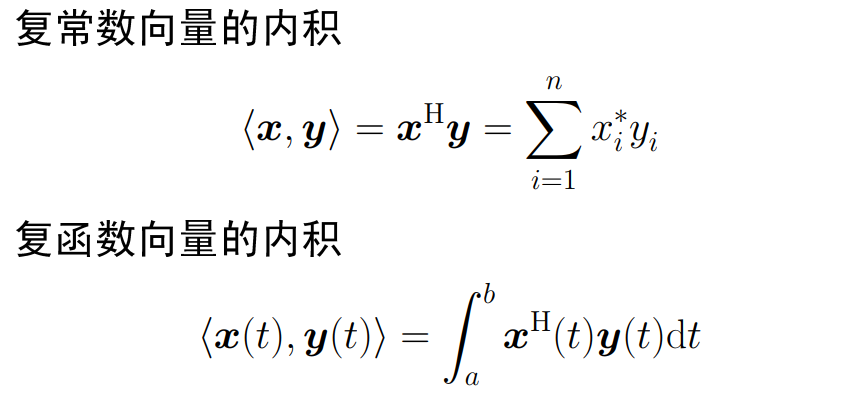 复常数向量的内积
⟨x, y⟩ = x^H y = ∑_{i=1}^{n} x_i^* y_i
复函数向量的内积
⟨x(t), y(t)⟩ = ∫_a^b x^H(t)y(t)dt